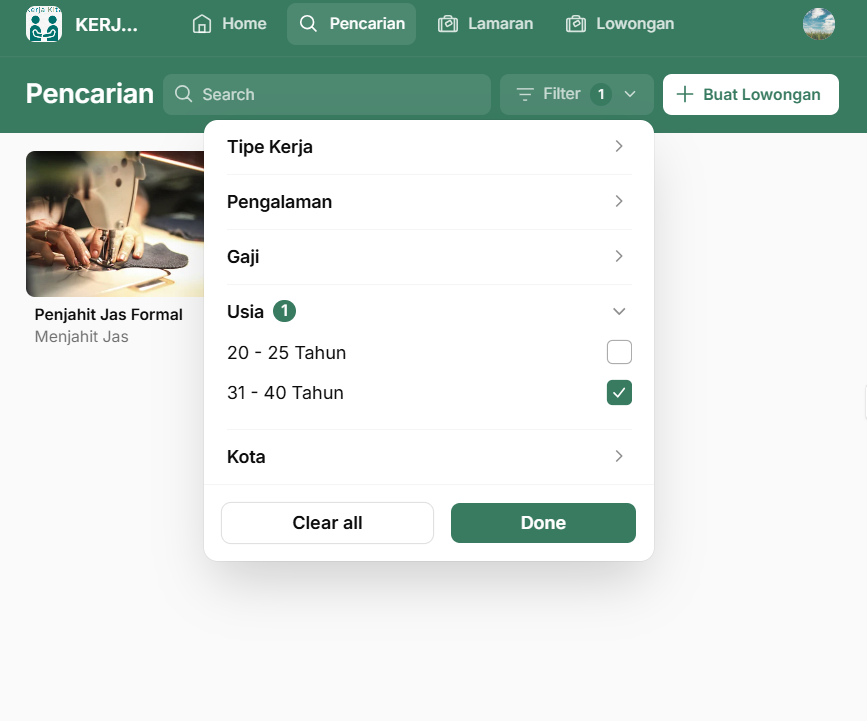 Kerja Kita
KERJ...
Home
Pencarian
Lamaran
Lowongan
Pencarian
Search
Filter 1
Buat Lowongan
Tipe Kerja
Pengalaman
Gaji
Usia 1
20 - 25 Tahun
31 - 40 Tahun
Kota
Clear all
Done
Penjahit Jas Formal
Menjahit Jas